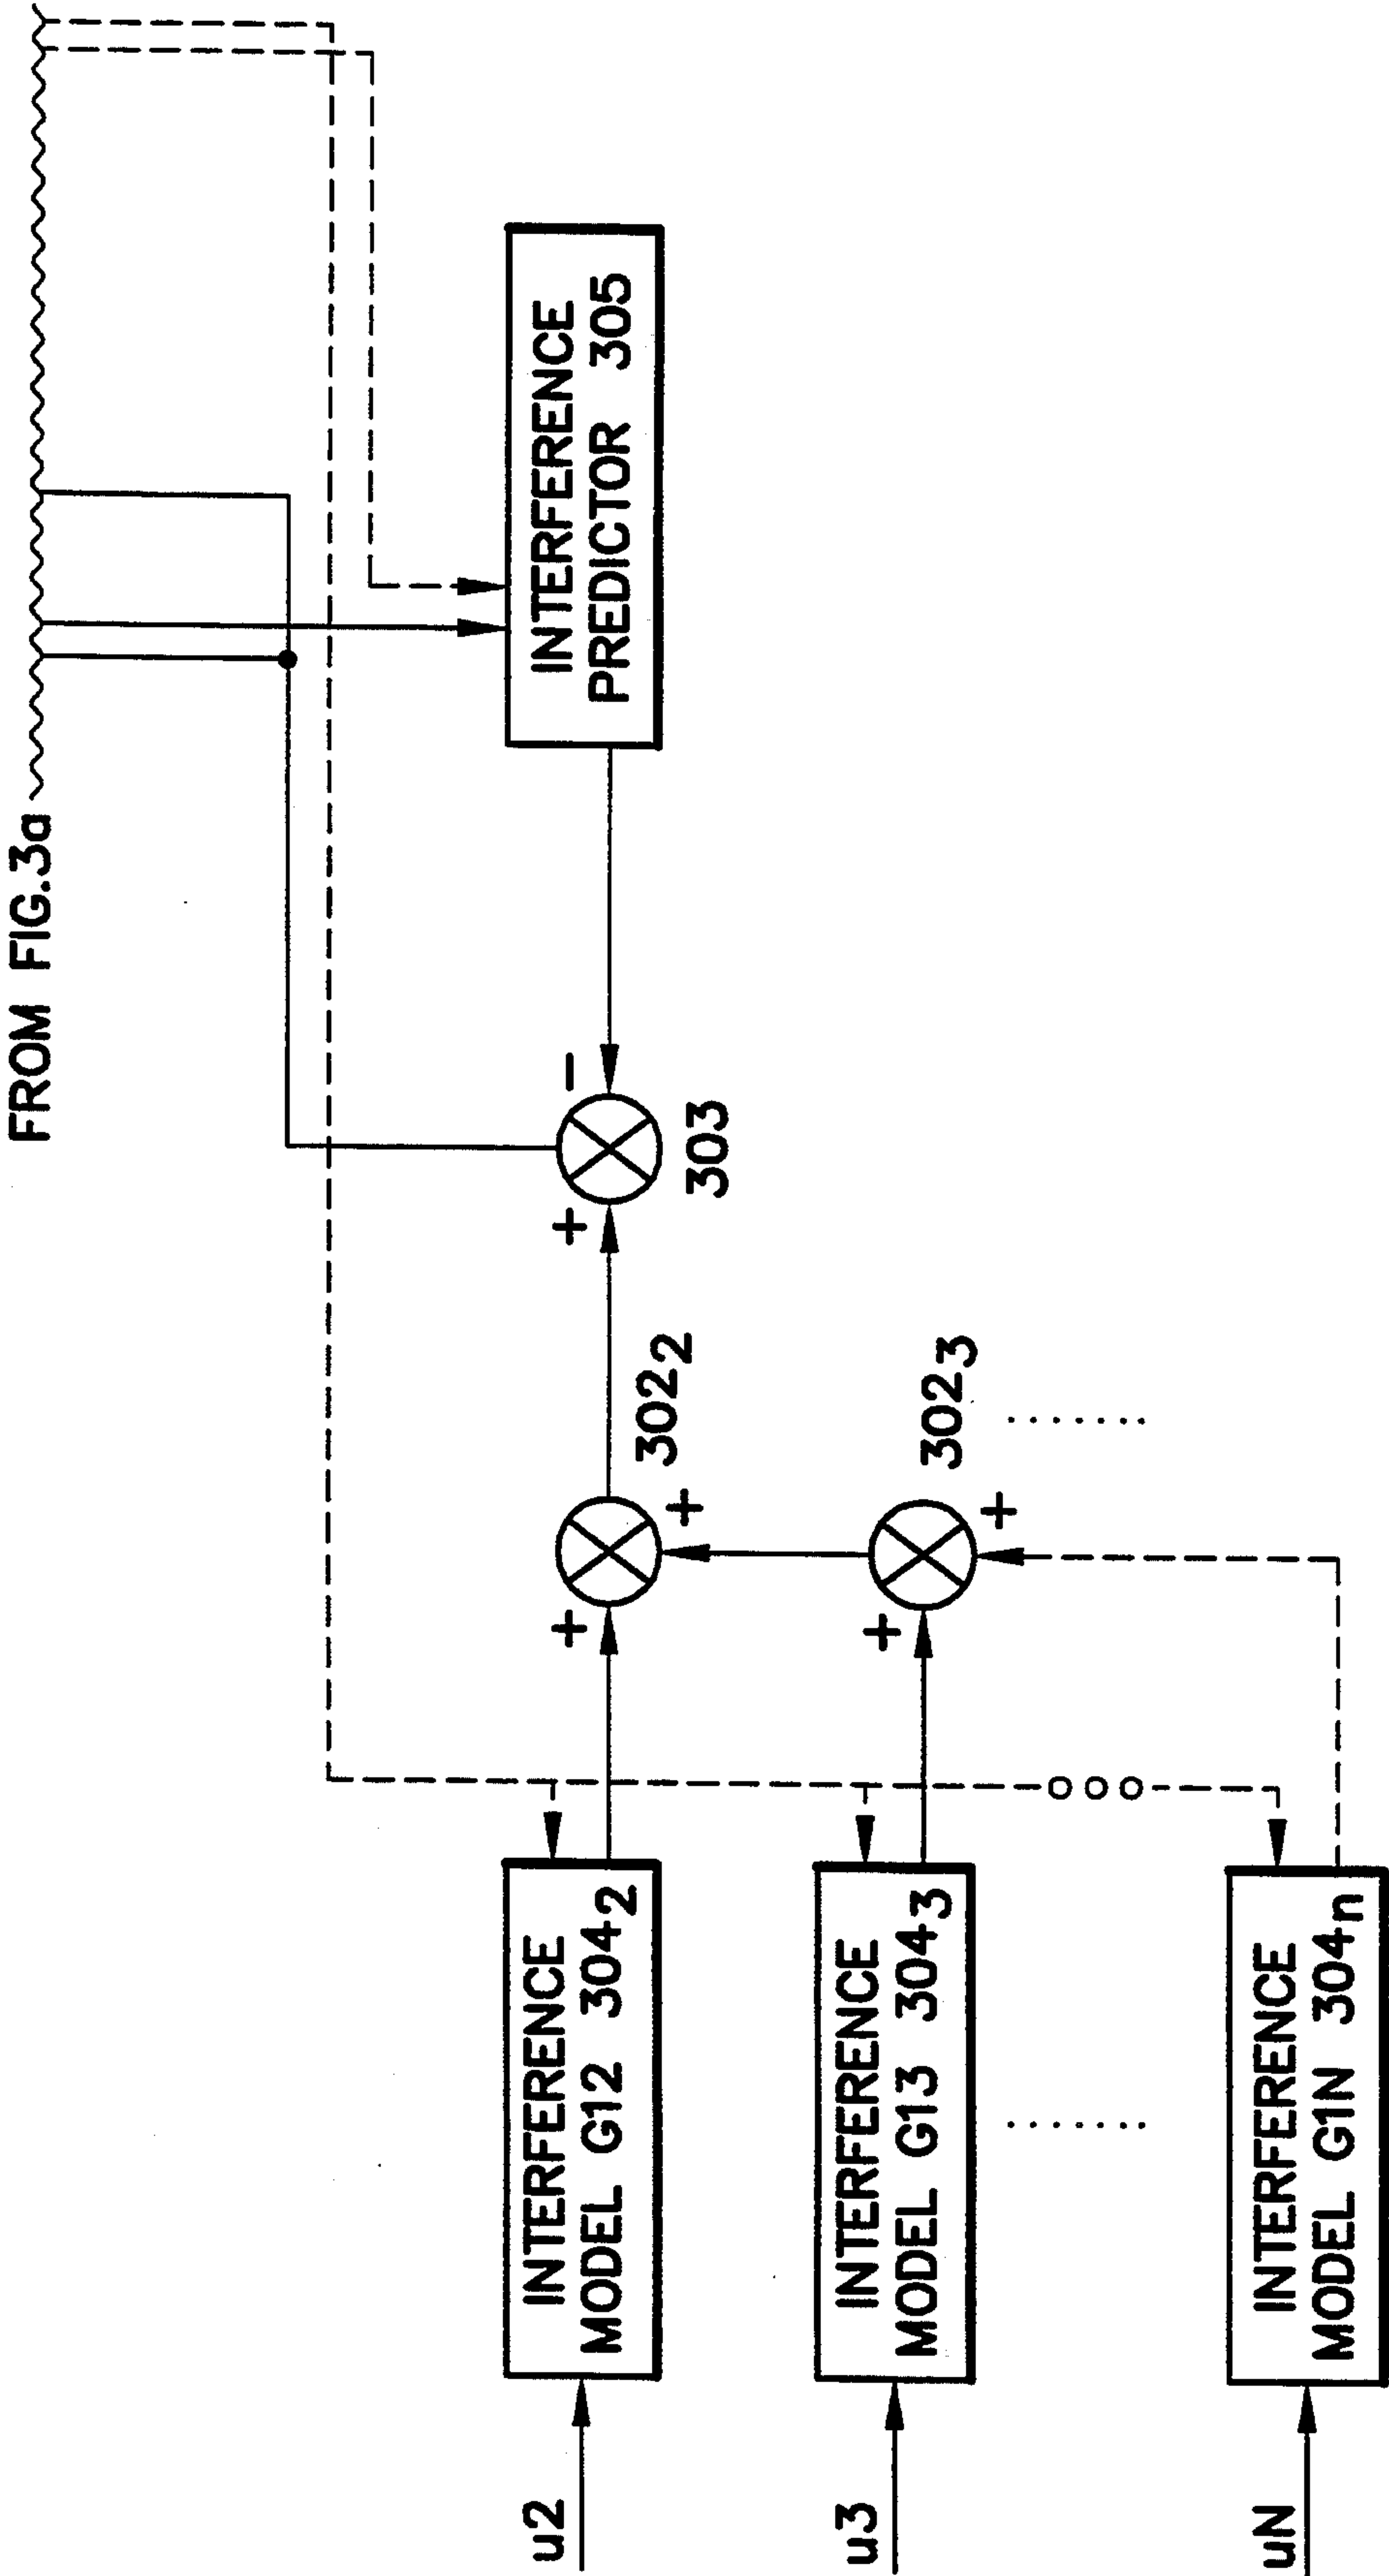 FROM FIG.3a
u2
INTERFERENCE
MODEL G12 304₂
+
+
302₂
+
-
303
INTERFERENCE
PREDICTOR 305
u3
INTERFERENCE
MODEL G13 304₃
+
+
302₃
uN
INTERFERENCE
MODEL G1N 304ₙ